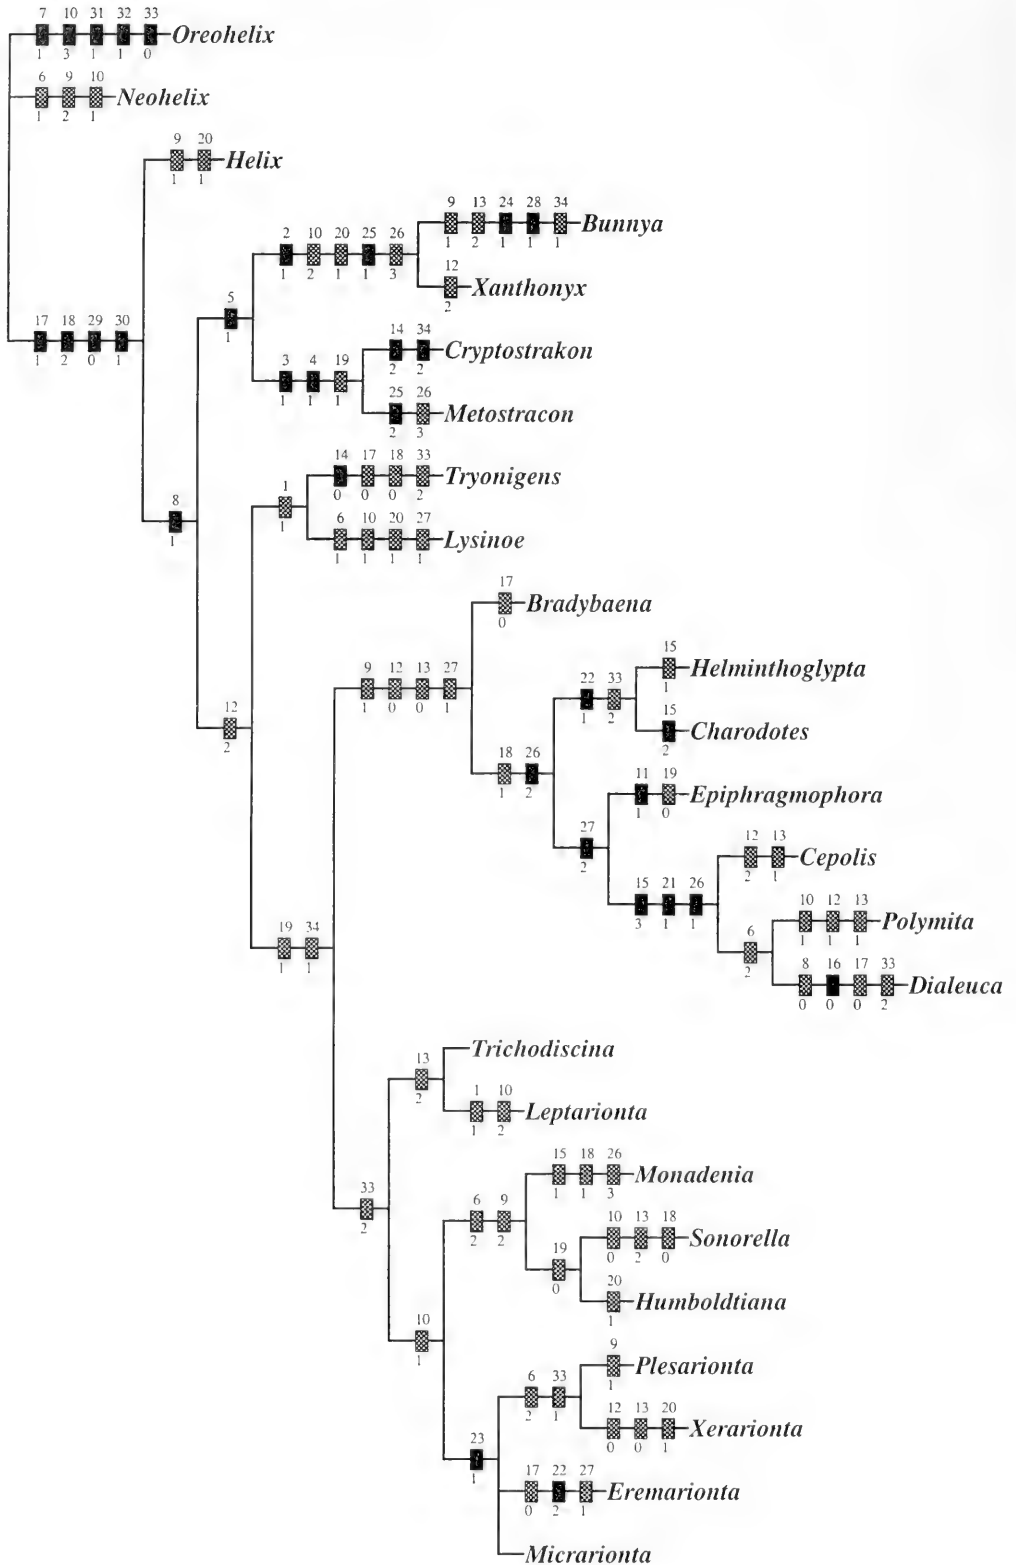 7 10 31 32 33
Oreohelix
1 3 1 1 0
6 9 10
Neohelix
1 2 1
9 20
Helix
1 1
9 13 24 28 34
Bunnya
1 2 1 1 1
2 10 20 25 26
1 2 1 1 3
12
Xanthonyx
2
5
1
17 18 29 30
1 2 0 1
14 34
Cryptostrakon
2 2
3 4 19
1 1 1
25 26
Metostracon
2 3
14 17 18 33
Tryonigens
0 0 0 2
1
1
8
1
6 10 20 27
Lysinoe
1 1 1 1
17
Bradybaena
0
15
Helminthoglypta
1
9 12 13 27
1 0 0 1
22 33
1 2
15
Charodotes
2
12
2
18 26
1 2
11 19
Epiphragmophora
1 0
27
2
12 13
Cepolis
2 1
15 21 26
3 1 1
10 12 13
Polymita
1 1 1
19 34
1 1
6
2
8 16 17 33
Dialeuca
0 0 0 2
Trichodiscina
13
2
1 10
Leptarionta
1 2
15 18 26
Monadenia
1 1 3
33
2
6 9
2 2
10 13 18
Sonorella
0 2 0
19
0
20
Humboldtiana
1
10
1
9
Plesarionta
1
6 33
2 1
12 13 20
Xerarionta
0 0 1
23
1
17 22 27
Eremarionta
0 2 1
Micrarionta